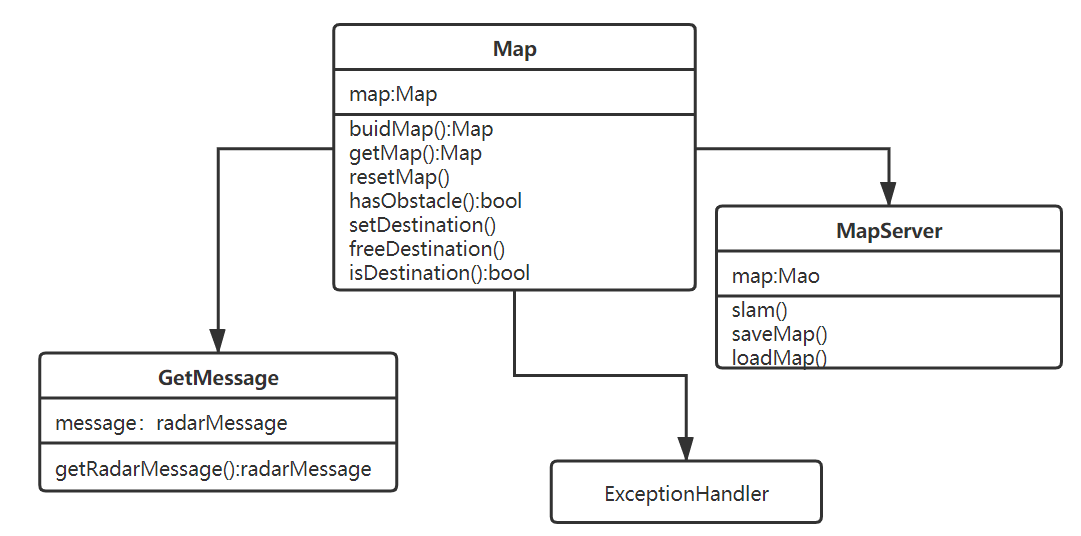 Map
map:Map
buidMap():Map
getMap():Map
resetMap()
hasObstacle():bool
setDestination()
freeDestination()
isDestination():bool
MapServer
map:Mao
slam()
saveMap()
loadMap()
GetMessage
message：radarMessage
getRadarMessage():radarMessage
ExceptionHandler